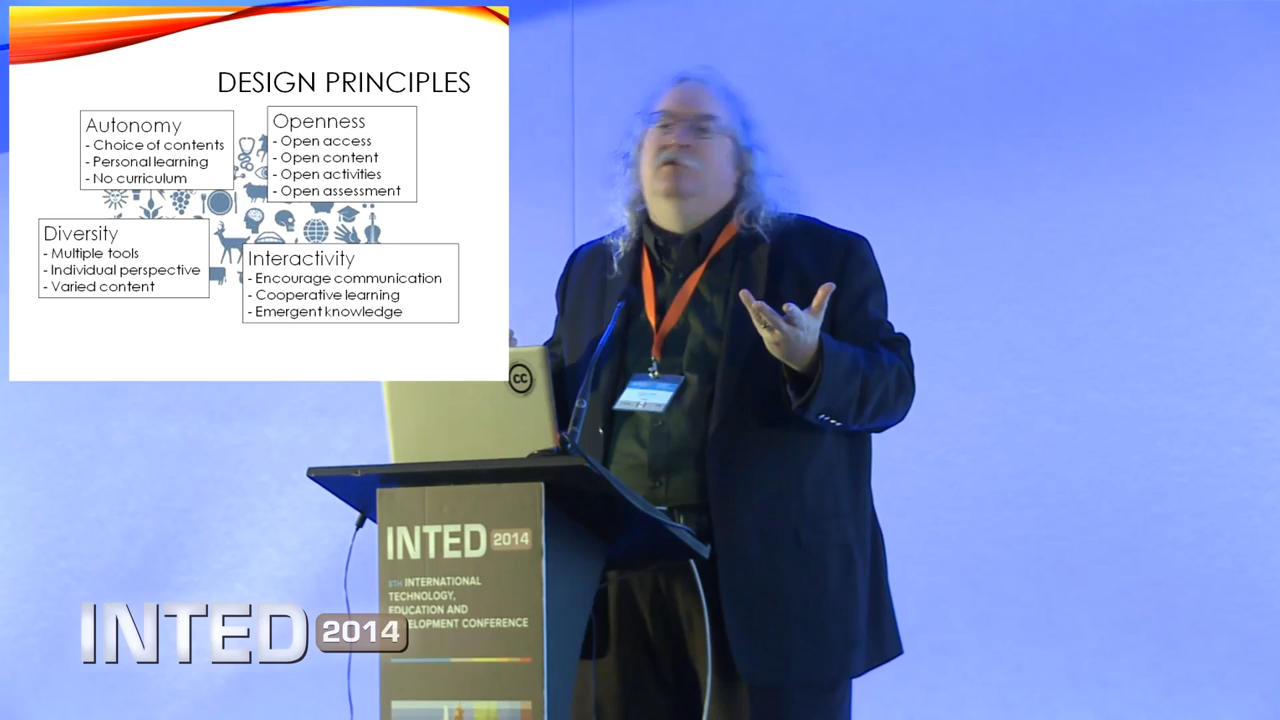 DESIGN PRINCIPLES
Autonomy
- Choice of contents
- Personal learning
- No curriculum
Openness
- Open access
- Open content
- Open activities
- Open assessment
Diversity
- Multiple tools
- Individual perspective
- Varied content
Interactivity
- Encourage communication
- Cooperative learning
- Emergent knowledge
cc
INTED 2014
8TH INTERNATIONAL
TECHNOLOGY,
EDUCATION AND
CONFERENCE
INTED 2014